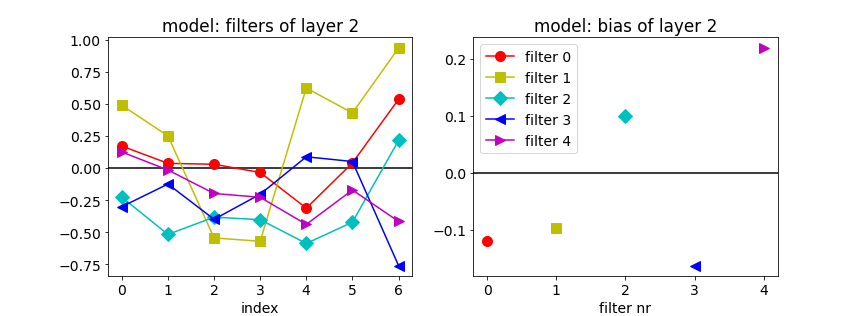 model: filters of layer 2
1.00
0.75
0.50
0.25
0.00
−0.25
−0.50
−0.75
0 1 2 3 4 5 6
index
model: bias of layer 2
0.2
0.1
0.0
−0.1
filter 0
filter 1
filter 2
filter 3
filter 4
0 1 2 3 4
filter nr